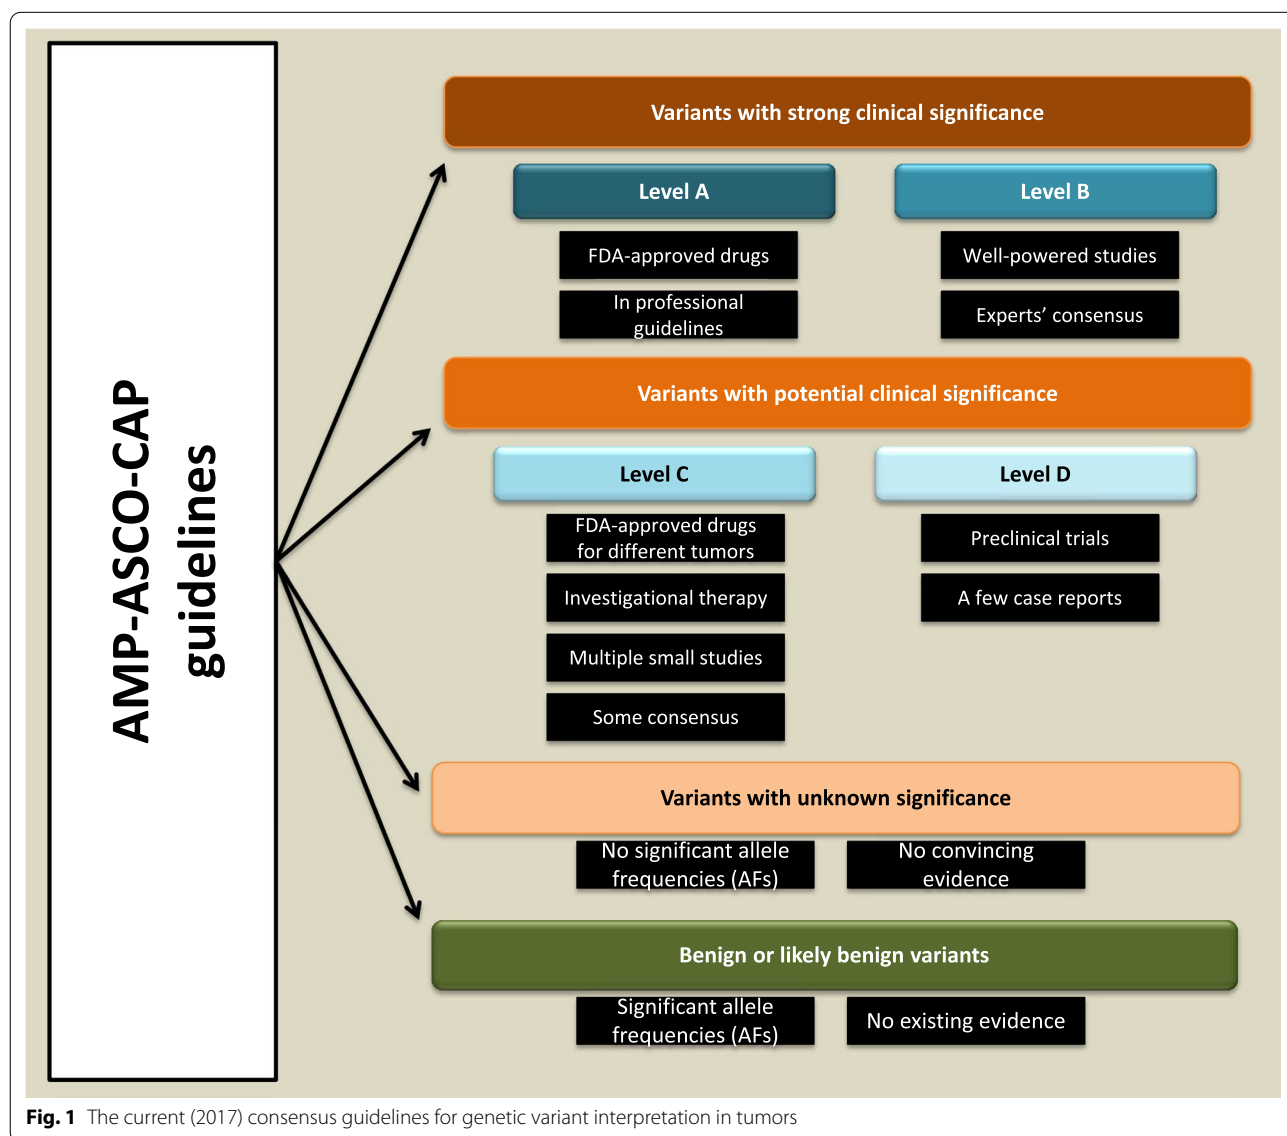 AMP-ASCO-CAP
guidelines
Variants with strong clinical significance
Level A
FDA-approved drugs
In professional
guidelines
Level B
Well-powered studies
Experts’ consensus
Variants with potential clinical significance
Level C
FDA-approved drugs
for different tumors
Investigational therapy
Multiple small studies
Some consensus
Level D
Preclinical trials
A few case reports
Variants with unknown significance
No significant allele
frequencies (AFs)
No convincing
evidence
Benign or likely benign variants
Significant allele
frequencies (AFs)
No existing evidence
Fig. 1 The current (2017) consensus guidelines for genetic variant interpretation in tumors